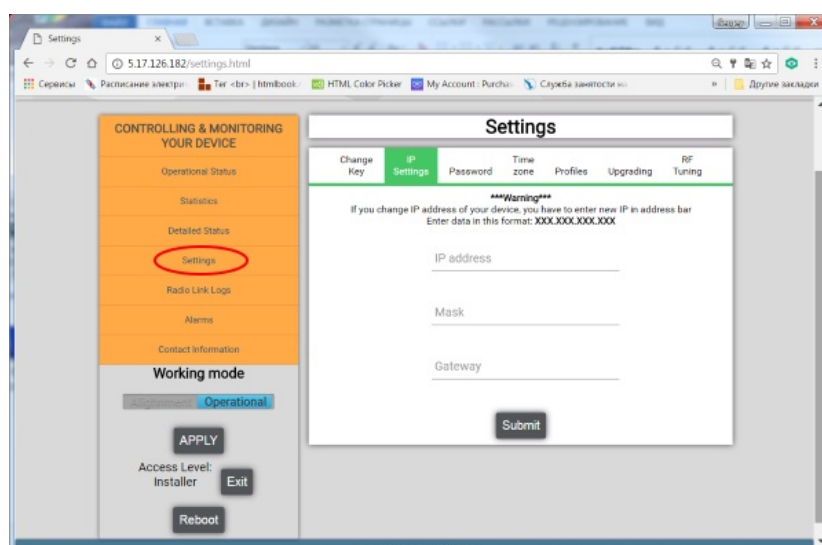 Settings
5.17.126.182/settings.html
Сервисы
Расписание электри
Тег <br> | htmlbook.
HTML Color Picker
My Account : Purcha
Служба занятости на
»
Другие закладки
CONTROLLING & MONITORING
YOUR DEVICE
Operational Status
Statistics
Detailed Status
Settings
Radio Link Logs
Alarms
Contact Information
Working mode
Alignment Operational
APPLY
Access Level:
Installer
Exit
Reboot
Settings
Change
Key
IP
Settings
Password
Time
zone
Profiles
Upgrading
RF
Tuning
***Warning***
If you change IP address of your device, you have to enter new IP in address bar
Enter data in this format: XXX.XXX.XXX.XXX
IP address
Mask
Gateway
Submit